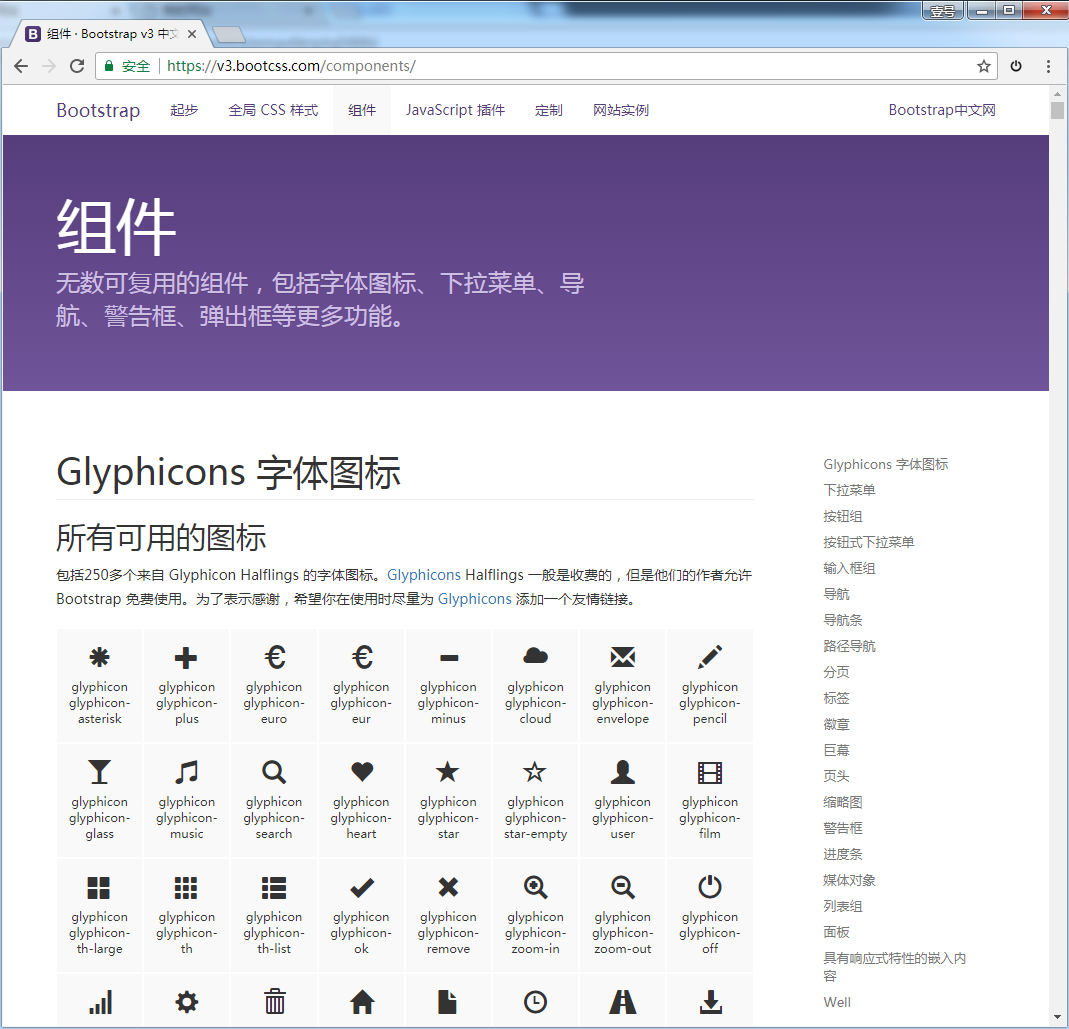 壹号
组件 · Bootstrap v3 中文
安全 https://v3.bootcss.com/components/
Bootstrap 起步 全局 CSS 样式 组件 JavaScript 插件 定制 网站实例 Bootstrap中文网
组件
无数可复用的组件，包括字体图标、下拉菜单、导
航、警告框、弹出框等更多功能。
Glyphicons 字体图标
所有可用的图标
包括250多个来自 Glyphicon Halflings 的字体图标。Glyphicons Halflings 一般是收费的，但是他们的作者允许
Bootstrap 免费使用。为了表示感谢，希望你在使用时尽量为 Glyphicons 添加一个友情链接。
glyphicon glyphicon glyphicon glyphicon glyphicon glyphicon glyphicon glyphicon
glyphicon- glyphicon- glyphicon- glyphicon- glyphicon- glyphicon- glyphicon- glyphicon-
asterisk plus euro eur minus cloud envelope pencil
glyphicon glyphicon glyphicon glyphicon glyphicon glyphicon glyphicon glyphicon
glyphicon- glyphicon- glyphicon- glyphicon- glyphicon- glyphicon- glyphicon- glyphicon-
glass music search heart star star-empty user film
glyphicon glyphicon glyphicon glyphicon glyphicon glyphicon glyphicon glyphicon
glyphicon- glyphicon- glyphicon- glyphicon- glyphicon- glyphicon- glyphicon- glyphicon-
th-large th th-list ok remove zoom-in zoom-out off
Glyphicons 字体图标
下拉菜单
按钮组
按钮式下拉菜单
输入框组
导航
导航条
路径导航
分页
标签
徽章
巨幕
页头
缩略图
警告框
进度条
媒体对象
列表组
面板
具有响应式特性的嵌入内
容
Well